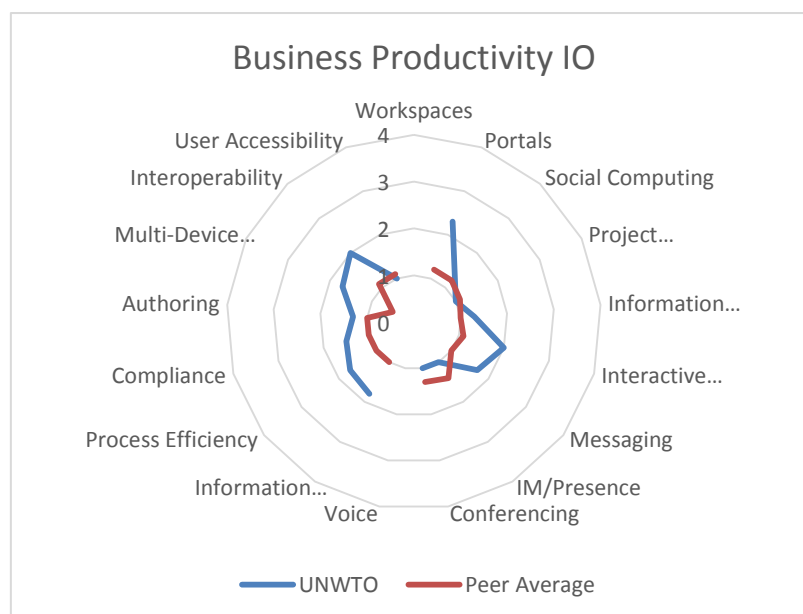 Business Productivity IO
Workspaces
Portals
Social Computing
Project...
Information...
Interactive...
Messaging
IM/Presence
Conferencing
Voice
Information...
Process Efficiency
Compliance
Authoring
Multi-Device...
Interoperability
User Accessibility
4
3
2
1
0
UNWTO
Peer Average